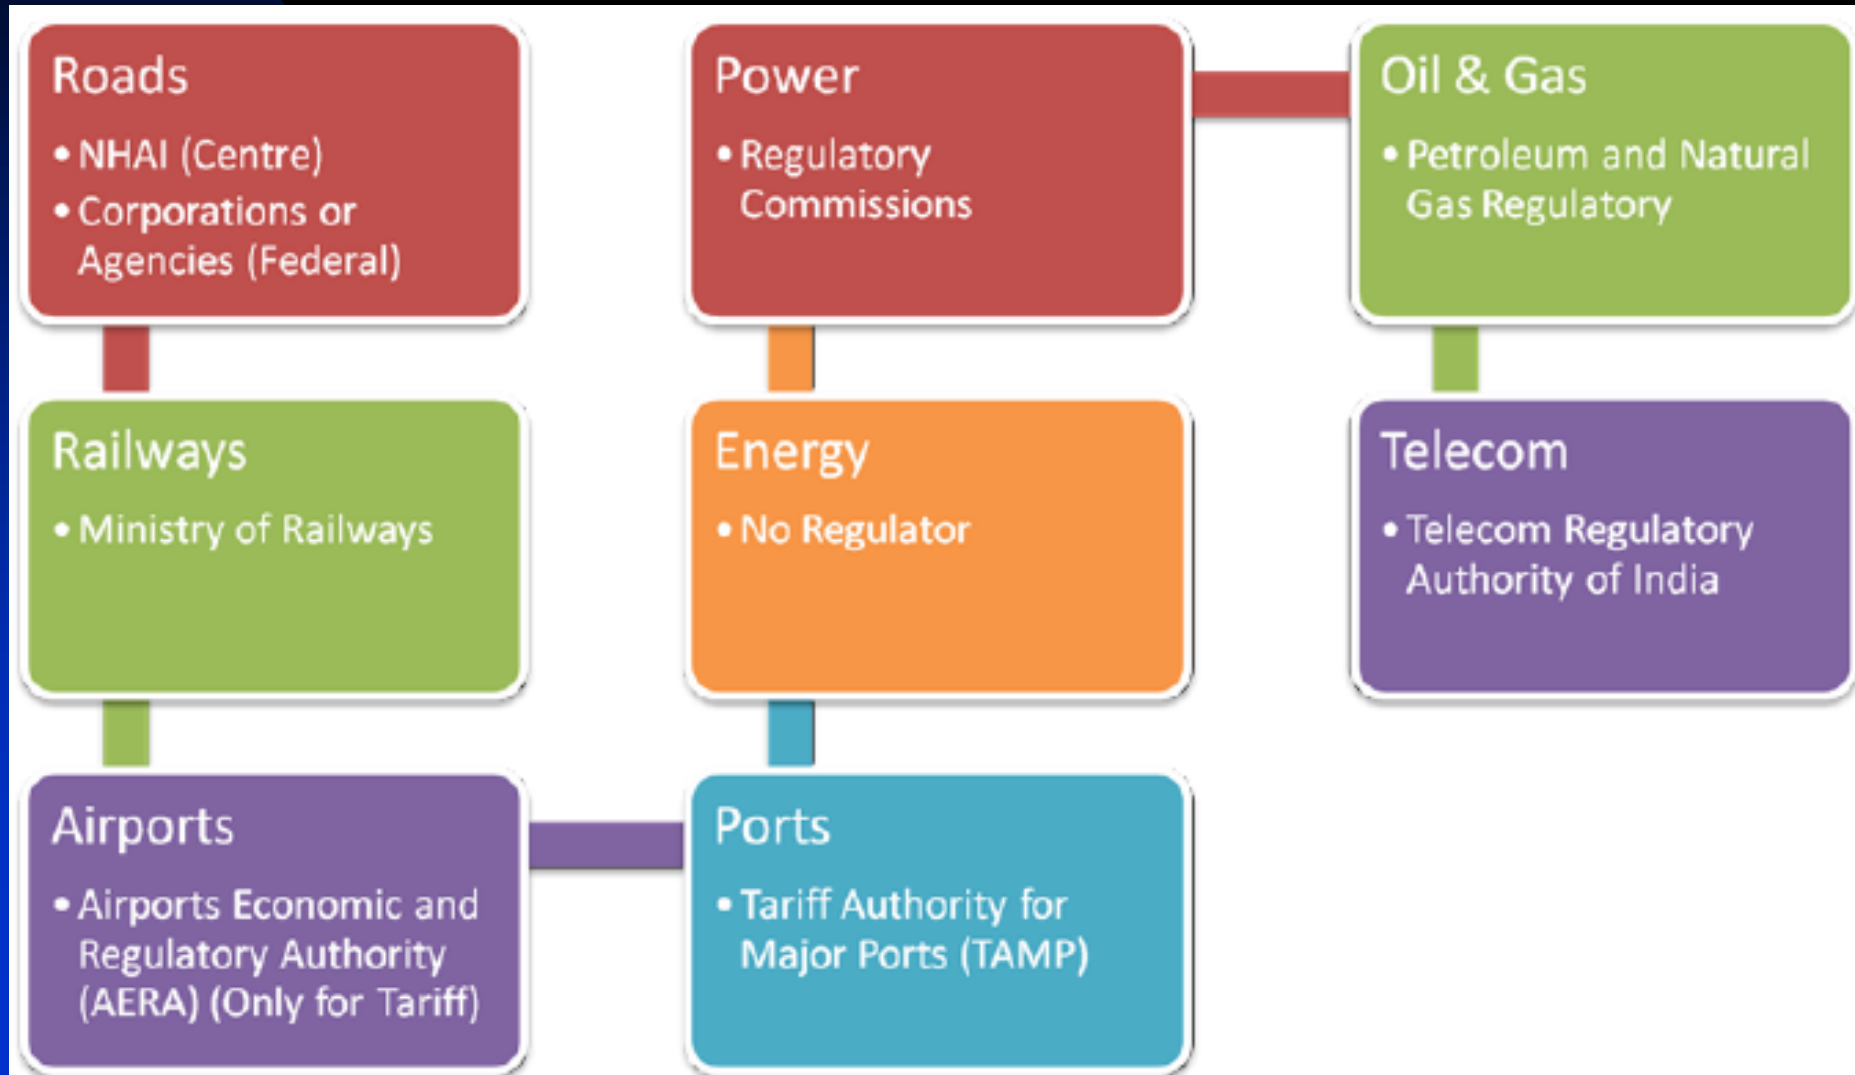 Roads
• NHAI (Centre)
• Corporations or
Agencies (Federal)
Railways
• Ministry of Railways
Airports
• Airports Economic and
Regulatory Authority
(AERA) (Only for Tariff)
Ports
• Tariff Authority for
Major Ports (TAMP)
Energy
• No Regulator
Power
• Regulatory
Commissions
Oil & Gas
• Petroleum and Natural
Gas Regulatory
Telecom
• Telecom Regulatory
Authority of India